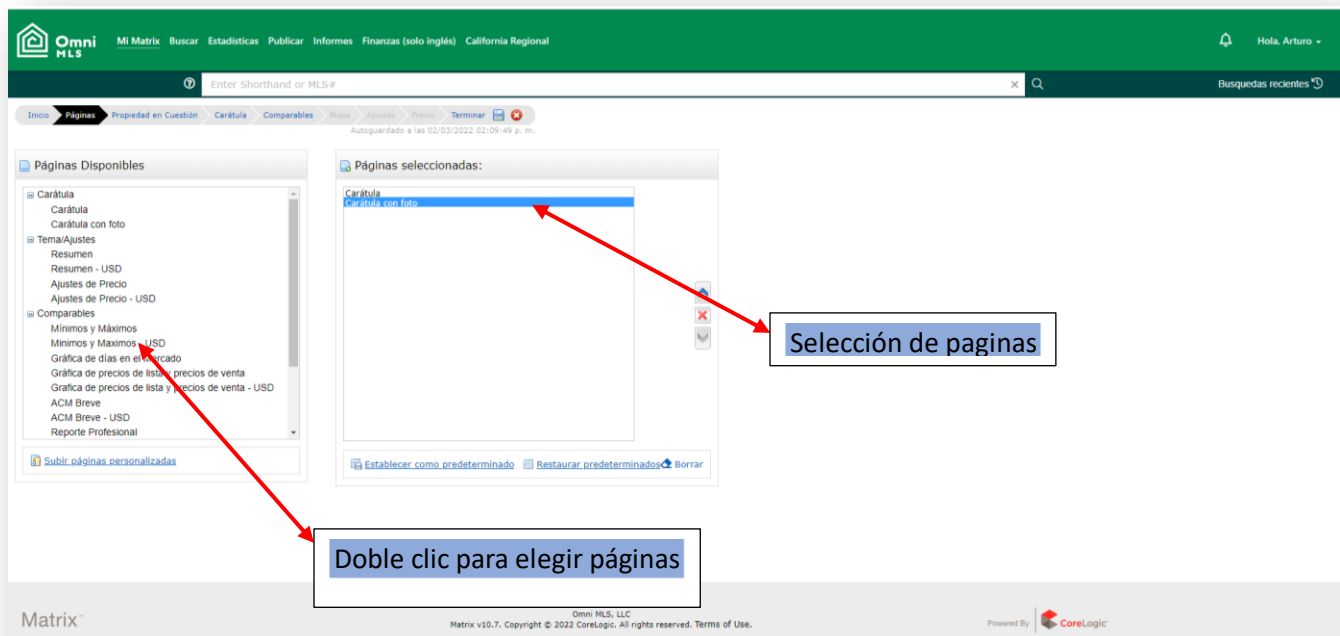 Omni
MLS
Mi Matrix Buscar Estadísticas Publicar Informes Finanzas (solo inglés) California Regional
Hola, Arturo
Enter Shorthand or MLS#
Busquedas recientes
Inicio Páginas Propiedad en Cuestión Carátula Comparables Mapa Ajustes Precio Terminar
Autoguardado a las 02/03/2022 02:09:49 p. m.
Páginas Disponibles
Carátula
Carátula
Carátula con foto
Tema/Ajustes
Resumen
Resumen - USD
Ajustes de Precio
Ajustes de Precio - USD
Comparables
Mínimos y Máximos
Minimos y Maximos - USD
Gráfica de días en el mercado
Gráfica de precios de lista y precios de venta
Grafica de precios de lista y precios de venta - USD
ACM Breve
ACM Breve - USD
Reporte Profesional
Subir páginas personalizadas
Páginas seleccionadas:
Carátula
Carátula con foto
Establecer como predeterminado Restaurar predeterminados Borrar
Selección de paginas
Doble clic para elegir páginas
Matrix™
Omni MLS, LLC
Matrix v10.7. Copyright © 2022 CoreLogic. All rights reserved. Terms of Use.
Powered By CoreLogic